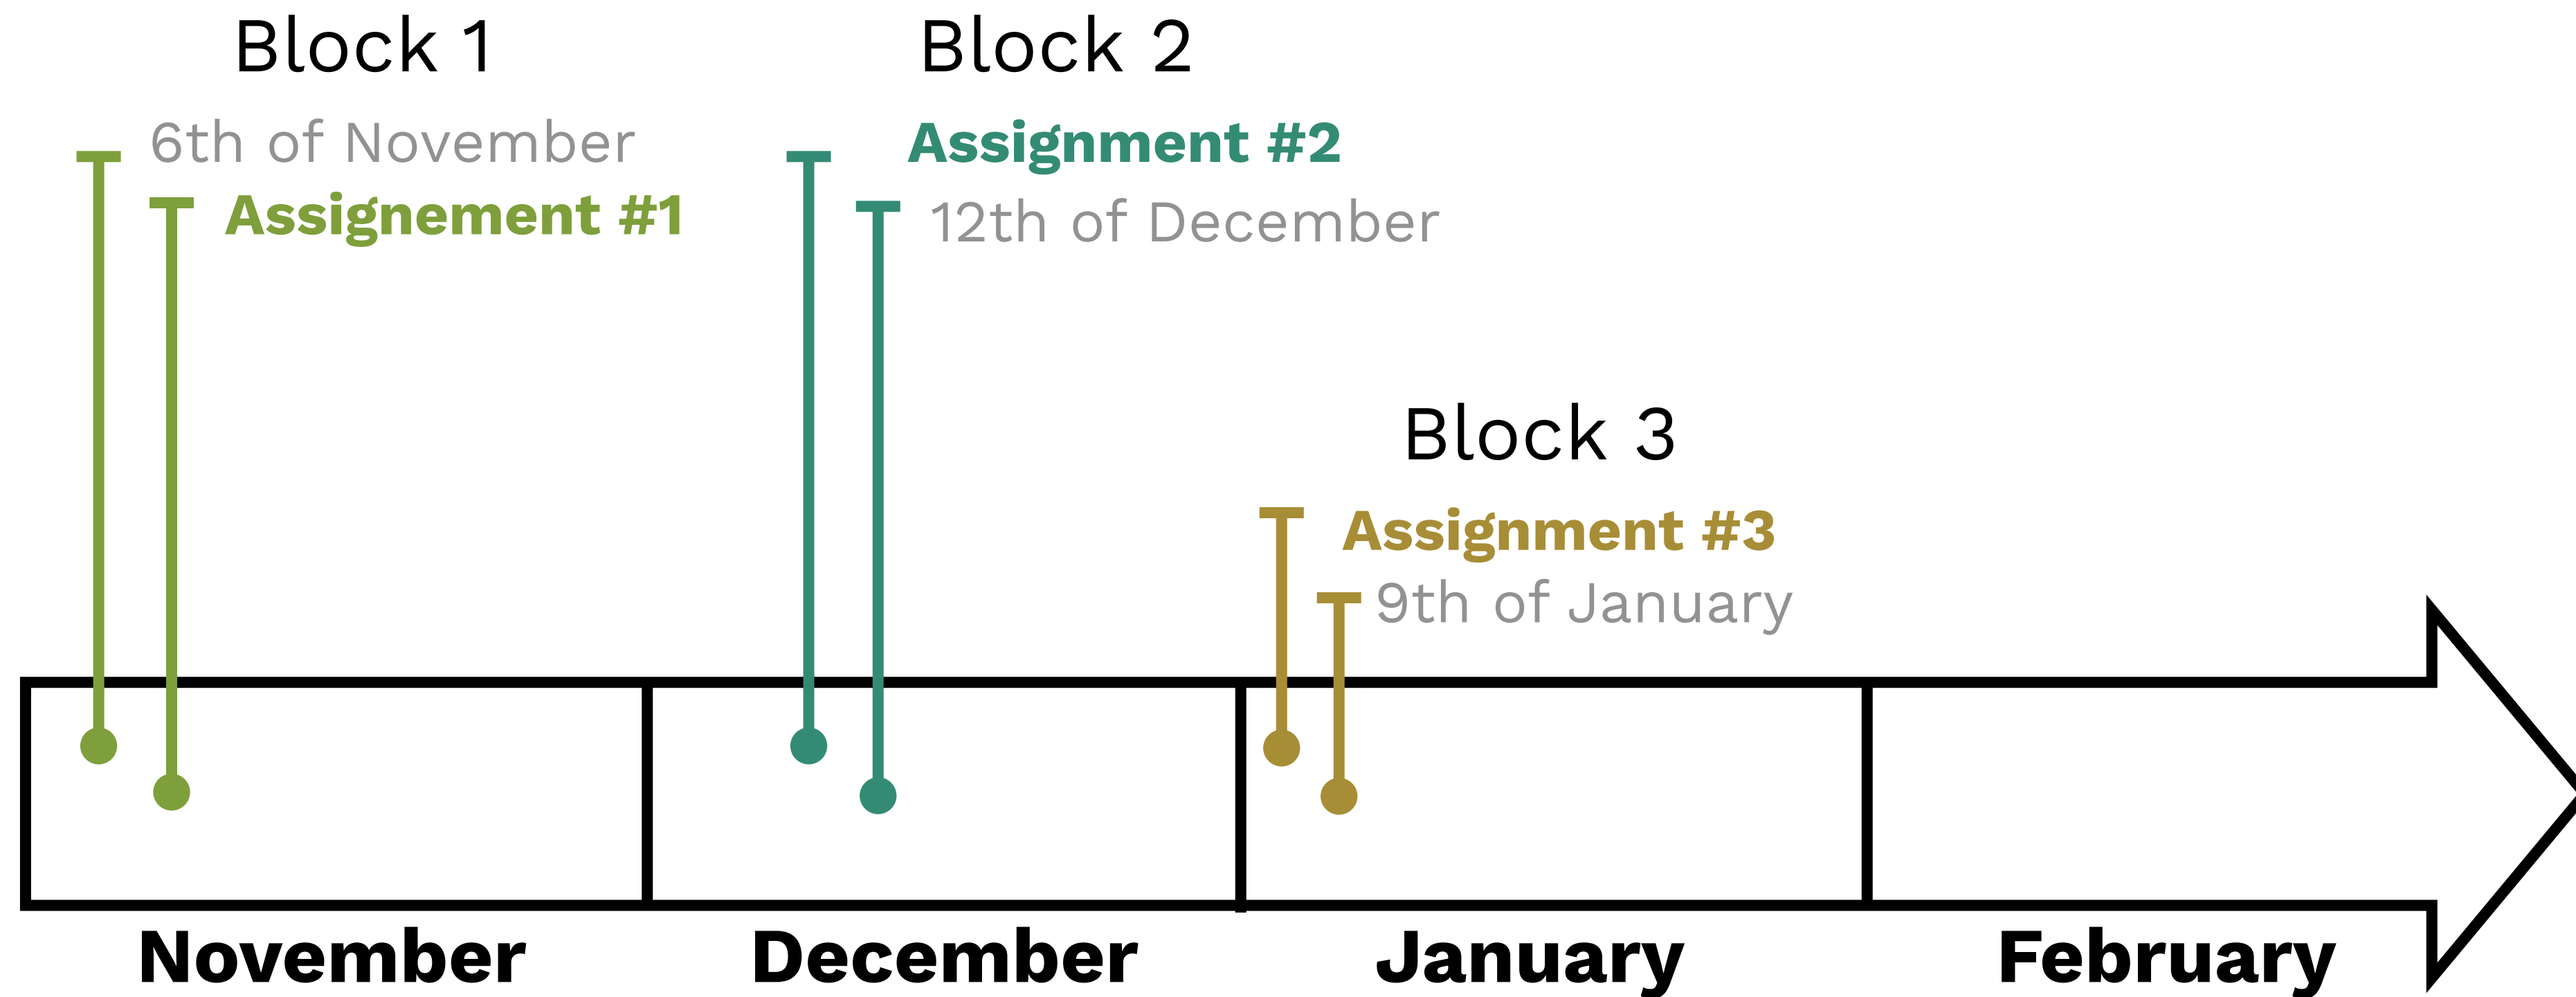 Block 1
6th of November
Assignement #1
Block 2
Assignment #2
12th of December
Block 3
Assignment #3
9th of January
November
December
January
February